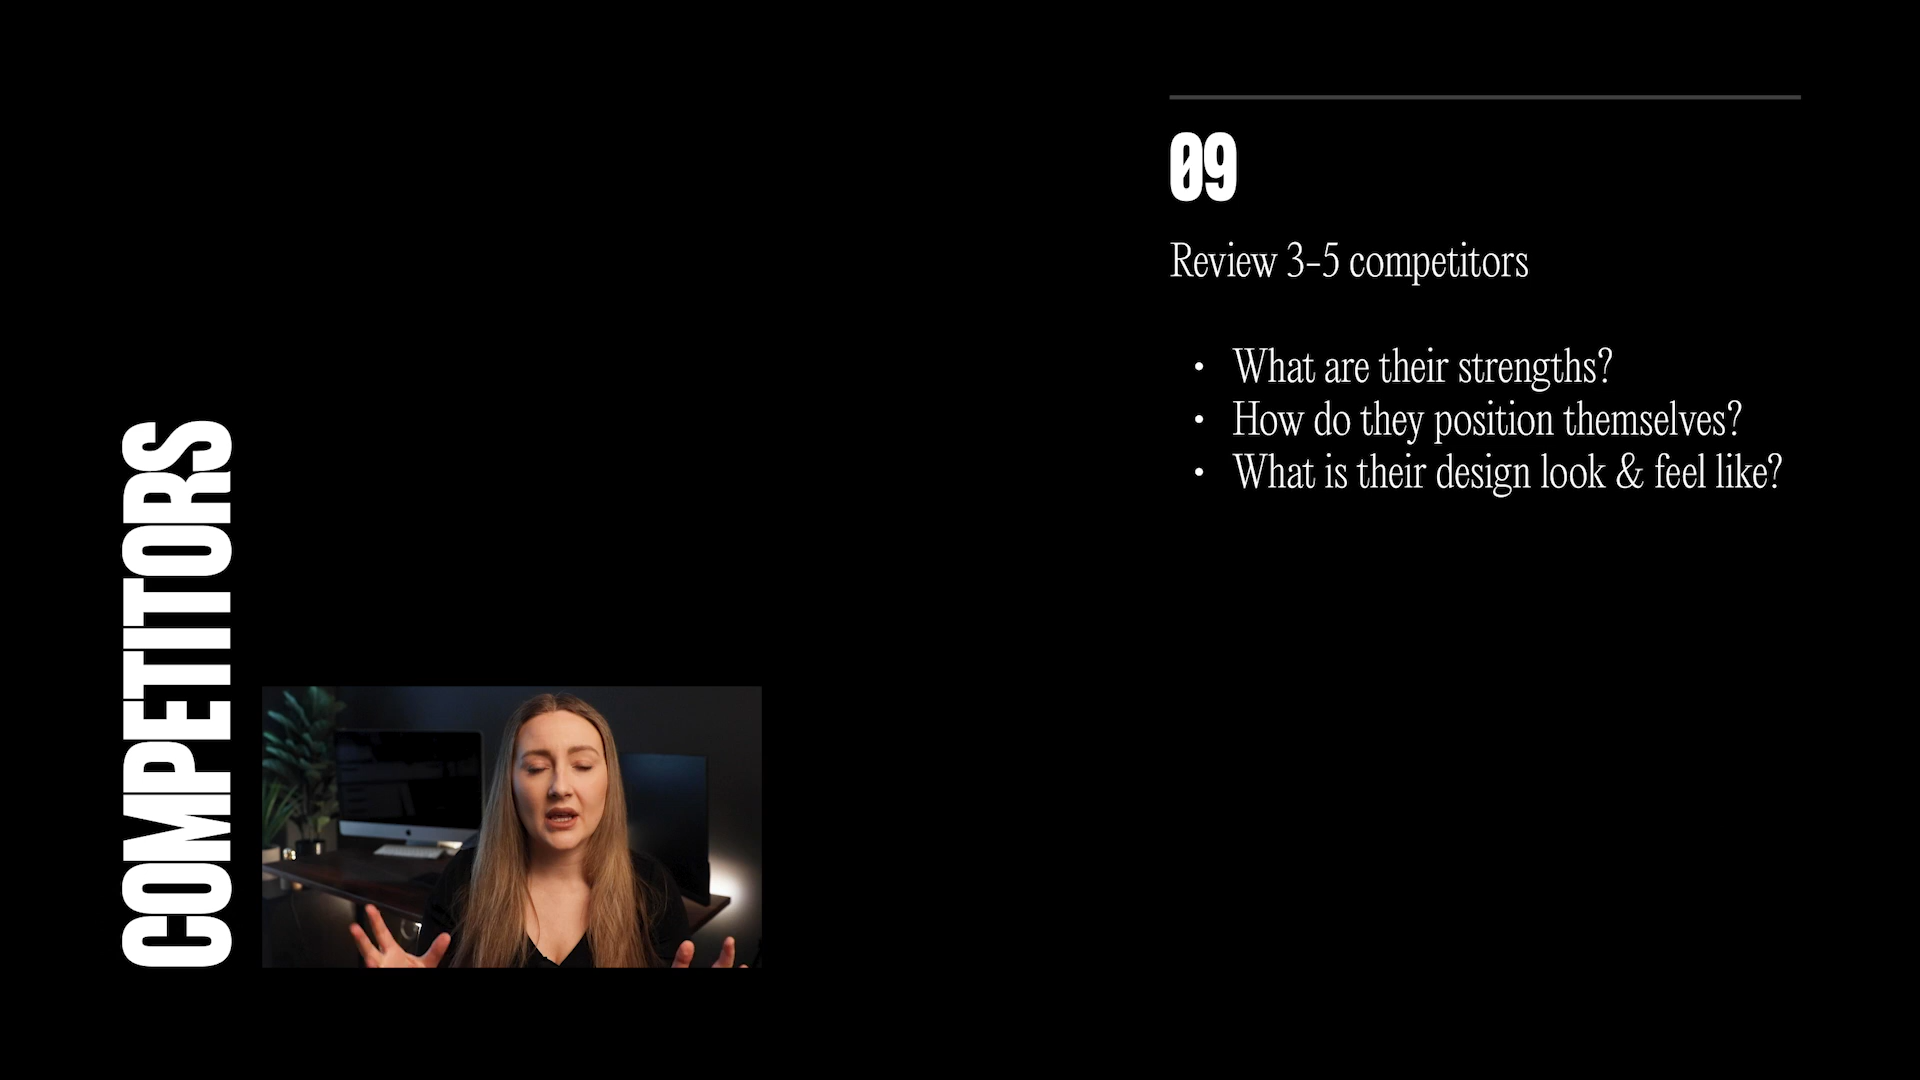 COMPETITORS
09
Review 3-5 competitors
• What are their strengths?
• How do they position themselves?
• What is their design look & feel like?